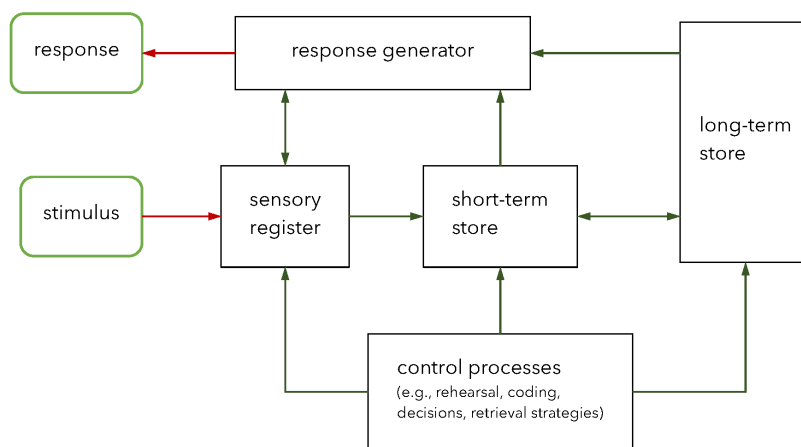 response
response generator
long-term
store
stimulus
sensory
register
short-term
store
control processes
(e.g., rehearsal, coding,
decisions, retrieval strategies)